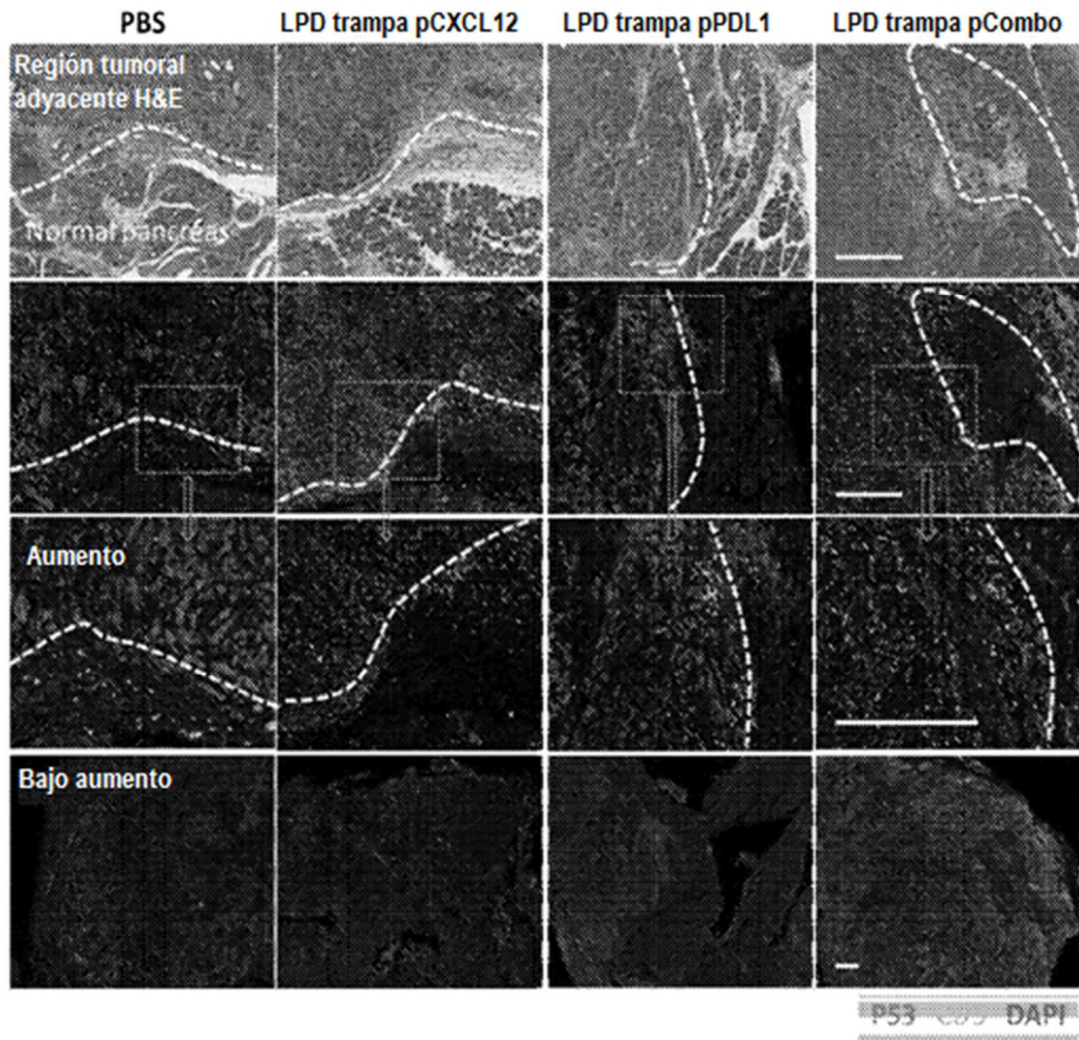 PBS
LPD trampa pCXCL12
LPD trampa pPDL1
LPD trampa pCombo
Región tumoral
adyacente H&E
Normal páncreas
Aumento
Bajo aumento
P53 CD3 DAPI